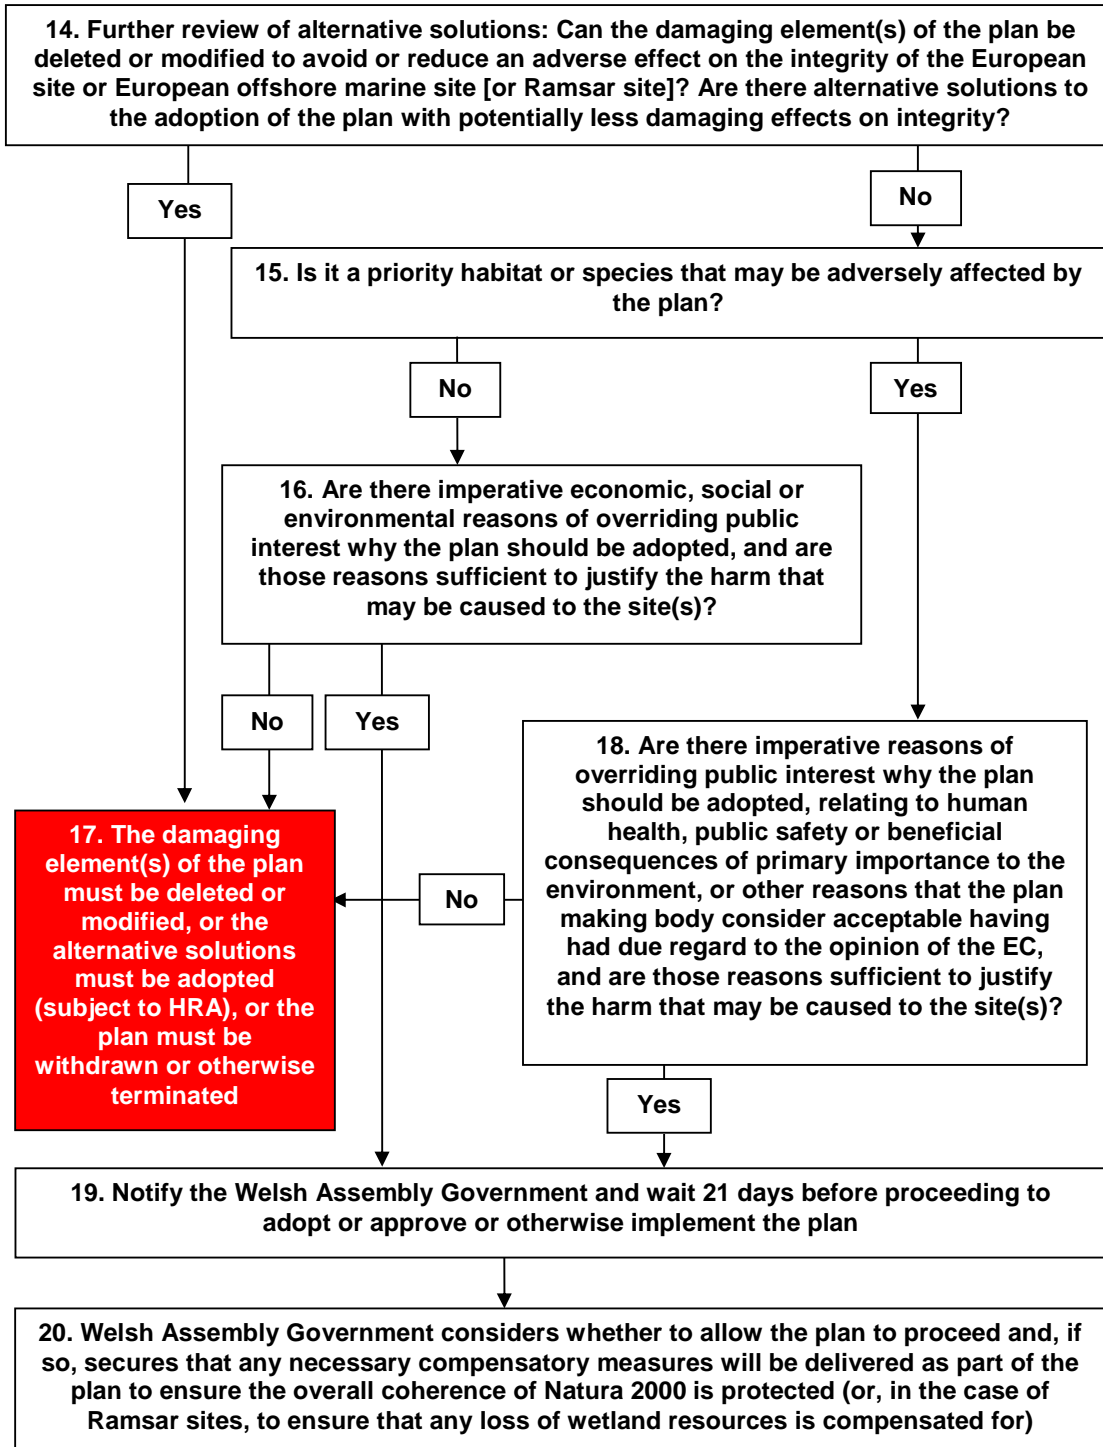 14. Further review of alternative solutions: Can the damaging element(s) of the plan be
deleted or modified to avoid or reduce an adverse effect on the integrity of the European
site or European offshore marine site [or Ramsar site]? Are there alternative solutions to
the adoption of the plan with potentially less damaging effects on integrity?
Yes
No
15. Is it a priority habitat or species that may be adversely affected by
the plan?
No
Yes
16. Are there imperative economic, social or
environmental reasons of overriding public
interest why the plan should be adopted, and are
those reasons sufficient to justify the harm that
may be caused to the site(s)?
No
Yes
17. The damaging
element(s) of the plan
must be deleted or
modified, or the
alternative solutions
must be adopted
(subject to HRA), or the
plan must be
withdrawn or otherwise
terminated
No
18. Are there imperative reasons of
overriding public interest why the plan
should be adopted, relating to human
health, public safety or beneficial
consequences of primary importance to the
environment, or other reasons that the plan
making body consider acceptable having
had due regard to the opinion of the EC,
and are those reasons sufficient to justify
the harm that may be caused to the site(s)?
Yes
19. Notify the Welsh Assembly Government and wait 21 days before proceeding to
adopt or approve or otherwise implement the plan
20. Welsh Assembly Government considers whether to allow the plan to proceed and, if
so, secures that any necessary compensatory measures will be delivered as part of the
plan to ensure the overall coherence of Natura 2000 is protected (or, in the case of
Ramsar sites, to ensure that any loss of wetland resources is compensated for)